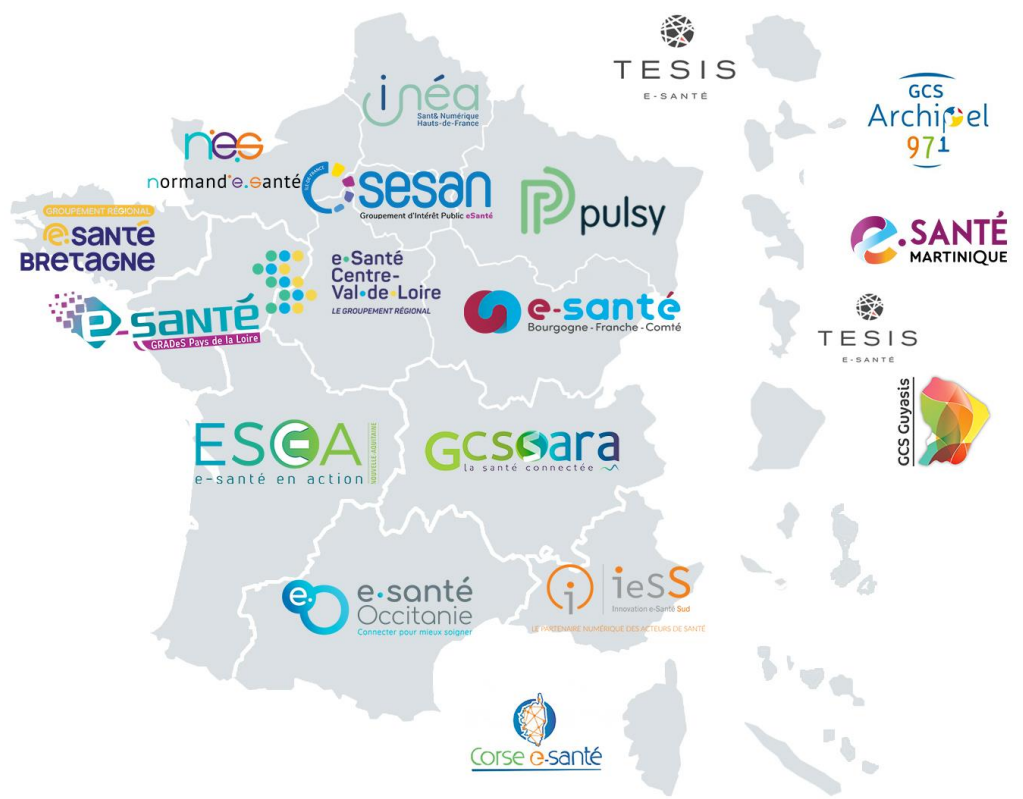 TESIS
E-SANTÉ
GCS
Archipel
971
inéa
Santé Numérique
Hauts-de-France
nes
normand'e.santé
ILE-DE-FRANCE
sesan
Groupement d'Intérêt Public eSanté
pulsy
GROUPEMENT RÉGIONAL
e.santé
BRETAGNE
e.SANTÉ
MARTINIQUE
e•Santé
Centre-
Val•de•Loire
LE GROUPEMENT RÉGIONAL
e-santé
GRADeS Pays de la Loire
e-santé
Bourgogne - Franche - Comté
TESIS
E-SANTÉ
GCS Guyasis
ESEA
e-santé en action
NOUVELLE-AQUITAINE
GCSsara
la santé connectée
e.
e•santé
Occitanie
Connecter pour mieux soigner
ieSS
Innovation e-Santé Sud
LE PARTENAIRE NUMÉRIQUE DES ACTEURS DE SANTÉ
Corse e-santé